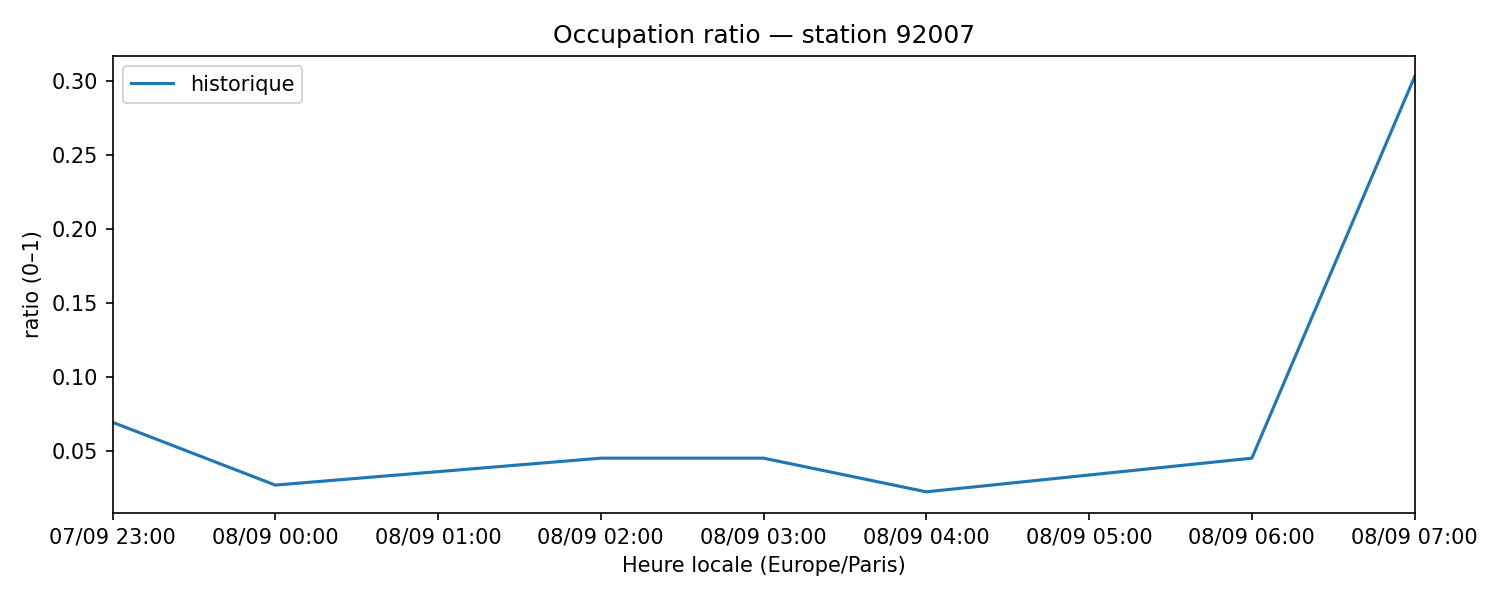 Occupation ratio — station 92007
historique
ratio (0–1)
0.30
0.25
0.20
0.15
0.10
0.05
07/09 23:00 08/09 00:00 08/09 01:00 08/09 02:00 08/09 03:00 08/09 04:00 08/09 05:00 08/09 06:00 08/09 07:00
Heure locale (Europe/Paris)